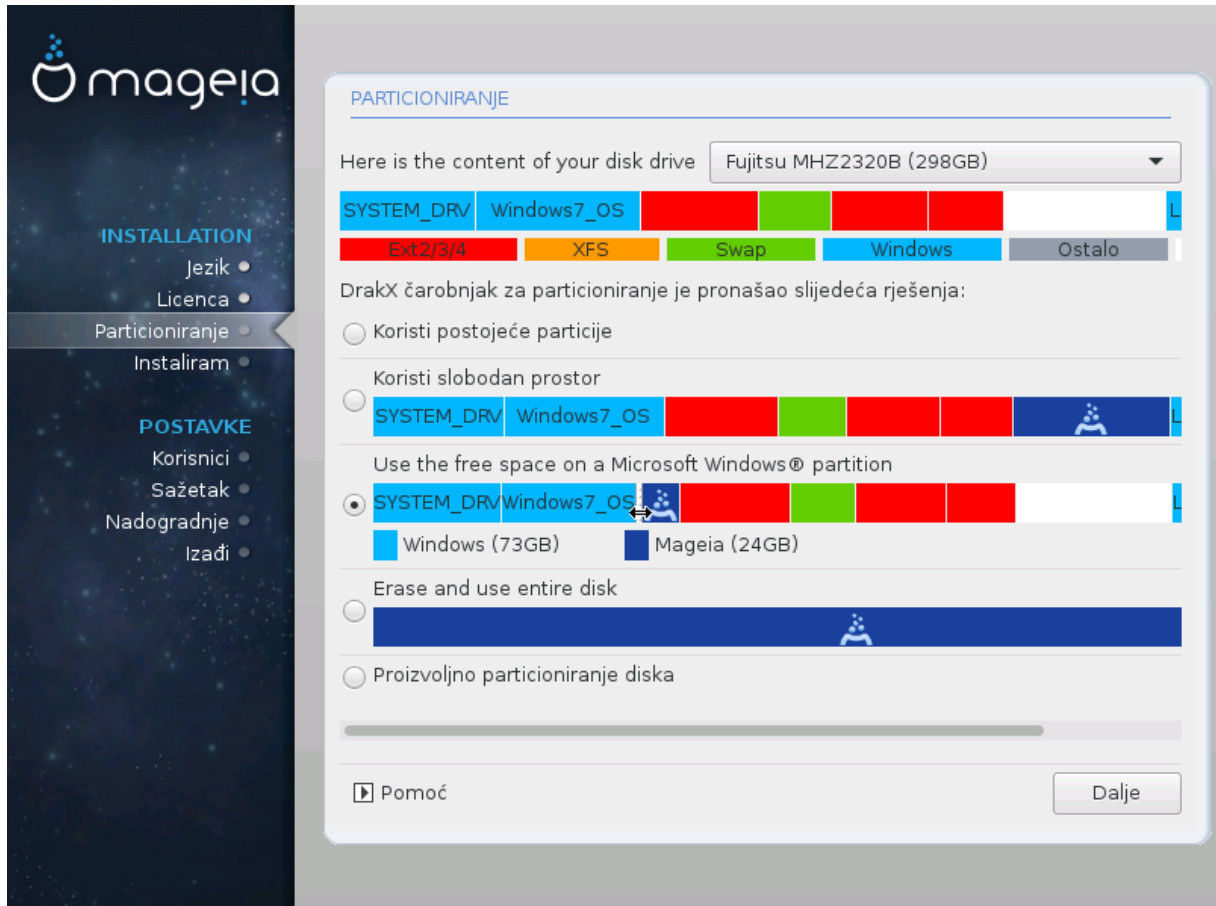 mageia
INSTALLATION
Jezik
Licenca
Particioniranje
Instaliram
POSTAVKE
Korisnici
Sažetak
Nadogradnje
Izađi
PARTICIONIRANJE
Here is the content of your disk drive Fujitsu MHZ2320B (298GB)
SYSTEM_DRV Windows7_OS L
Ext2/3/4 XFS Swap Windows Ostalo
DrakX čarobnjak za particioniranje je pronašao slijedeća rješenja:
Koristi postojeće particije
Koristi slobodan prostor
SYSTEM_DRV Windows7_OS L
Use the free space on a Microsoft Windows® partition
SYSTEM_DRV Windows7_OS L
Windows (73GB) Mageia (24GB)
Erase and use entire disk
Proizvoljno particioniranje diska
Pomoć
Dalje